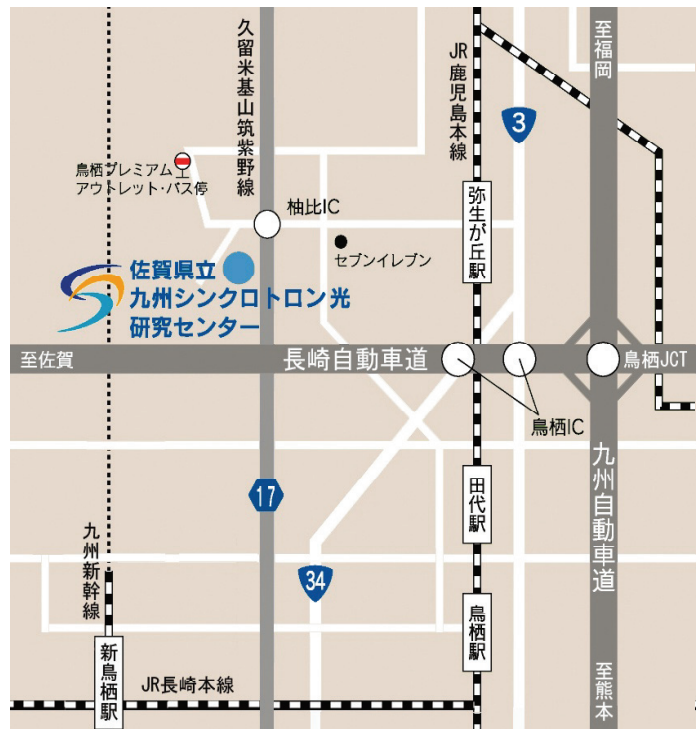 久留米基山筑紫野線
JR鹿児島本線
至福岡
3
鳥栖プレミアム
アウトレット・バス停
柚比IC
弥生が丘駅
セブンイレブン
佐賀県立
九州シンクロトロン光
研究センター
至佐賀
長崎自動車道
鳥栖JCT
鳥栖IC
九州自動車道
田代駅
17
九州新幹線
34
鳥栖駅
新鳥栖駅
JR長崎本線
至熊本